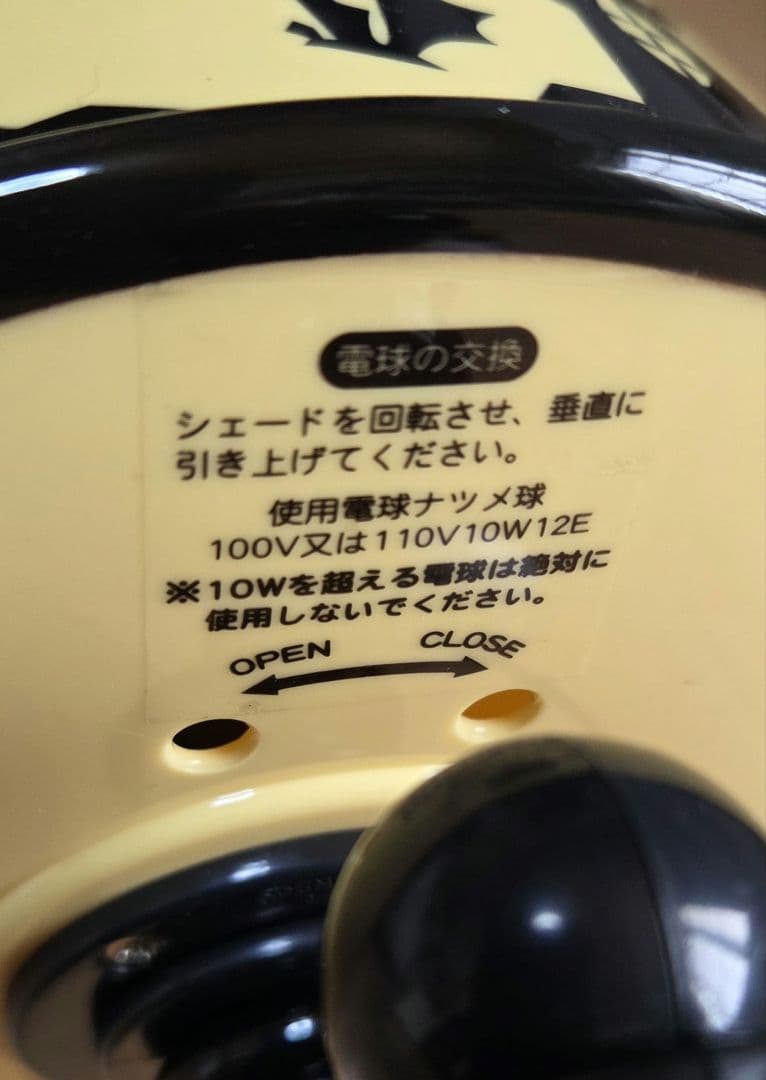 電球の交換
シェードを回転させ、垂直に
引き上げてください。
使用電球ナツメ球
100V又は110V10W12E
※10Wを超える電球は絶対に
使用しないでください。
OPEN CLOSE